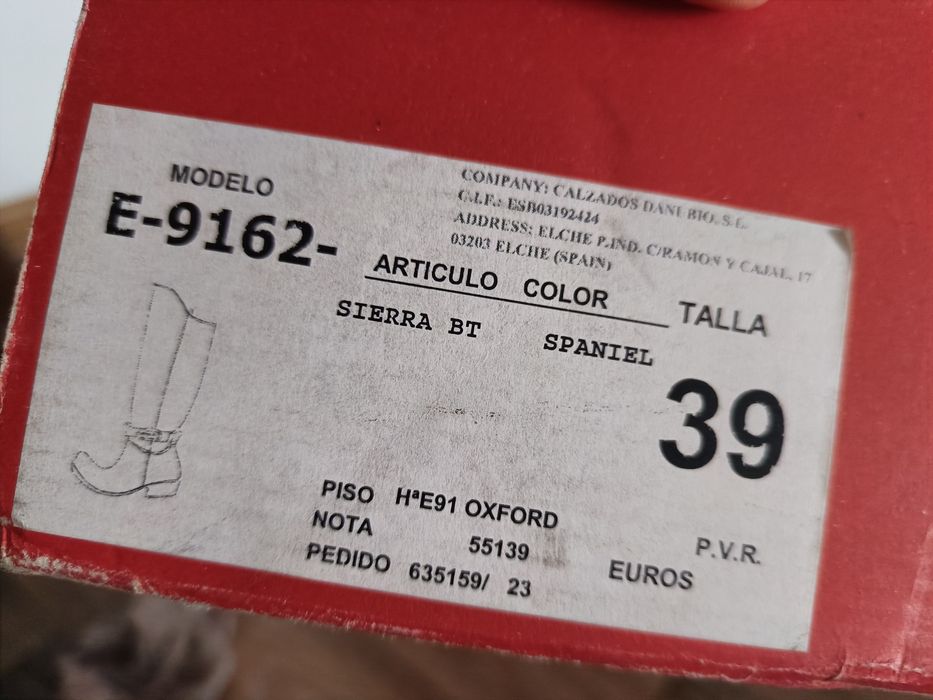 MODELO
E-9162-
COMPANY: CALZADOS DANUBIO, S.L.
C.I.F.: ESB03192424
ADDRESS: ELCHE P.IND. C/RAMON Y CAJAL, 17
03203 ELCHE (SPAIN)
ARTICULO COLOR
TALLA
SIERRA BT SPANIEL
39
PISO HªE91 OXFORD
NOTA 55139
PEDIDO 635159/ 23
P.V.R.
EUROS